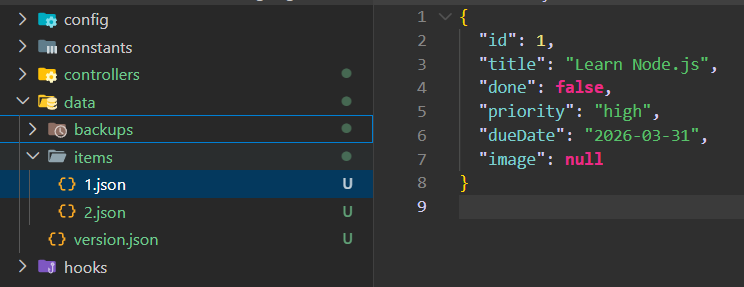 config
constants
controllers
data
backups
items
1.json U
2.json U
version.json U
hooks
1 {
2 "id": 1,
3 "title": "Learn Node.js",
4 "done": false,
5 "priority": "high",
6 "dueDate": "2026-03-31",
7 "image": null
8 }
9